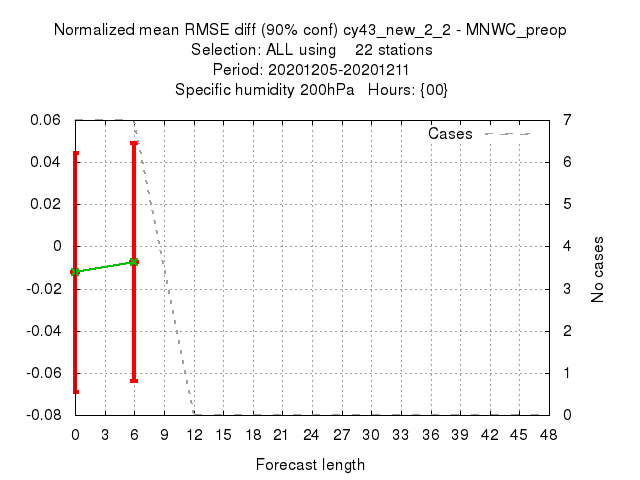 Normalized mean RMSE diff (90% conf) cy43_new_2_2 - MNWC_preop
Selection: ALL using    22 stations
Period: 20201205-20201211
Specific humidity 200hPa   Hours: {00}
Cases
0.06
0.04
0.02
0
-0.02
-0.04
-0.06
-0.08
7
6
5
4
3
2
1
0
No cases
0 3 6 9 12 15 18 21 24 27 30 33 36 39 42 45 48
Forecast length